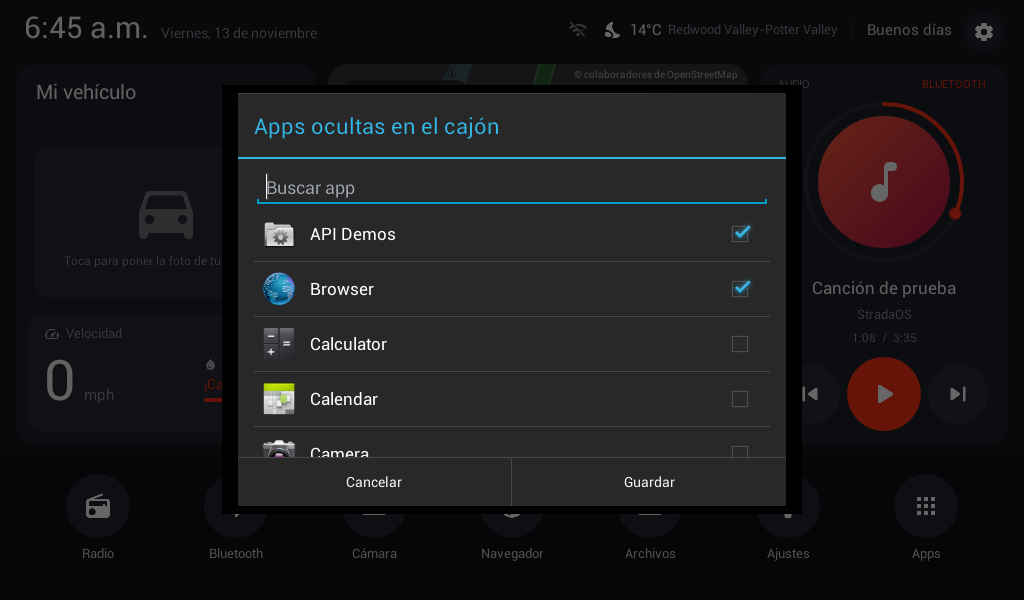 6:45 a.m. Viernes, 13 de noviembre
14°C Redwood Valley-Potter Valley Buenos días
© colaboradores de OpenStreetMap
Mi vehículo
AUDIO BLUETOOTH
Apps ocultas en el cajón
Buscar app
API Demos
Browser
Calculator
Calendar
Camera
Cancelar Guardar
Toca para poner la foto de tu
Velocidad
0 mph
Canción de prueba
StradaOS
1:08 / 3:35
Radio Bluetooth Cámara Navegador Archivos Ajustes Apps